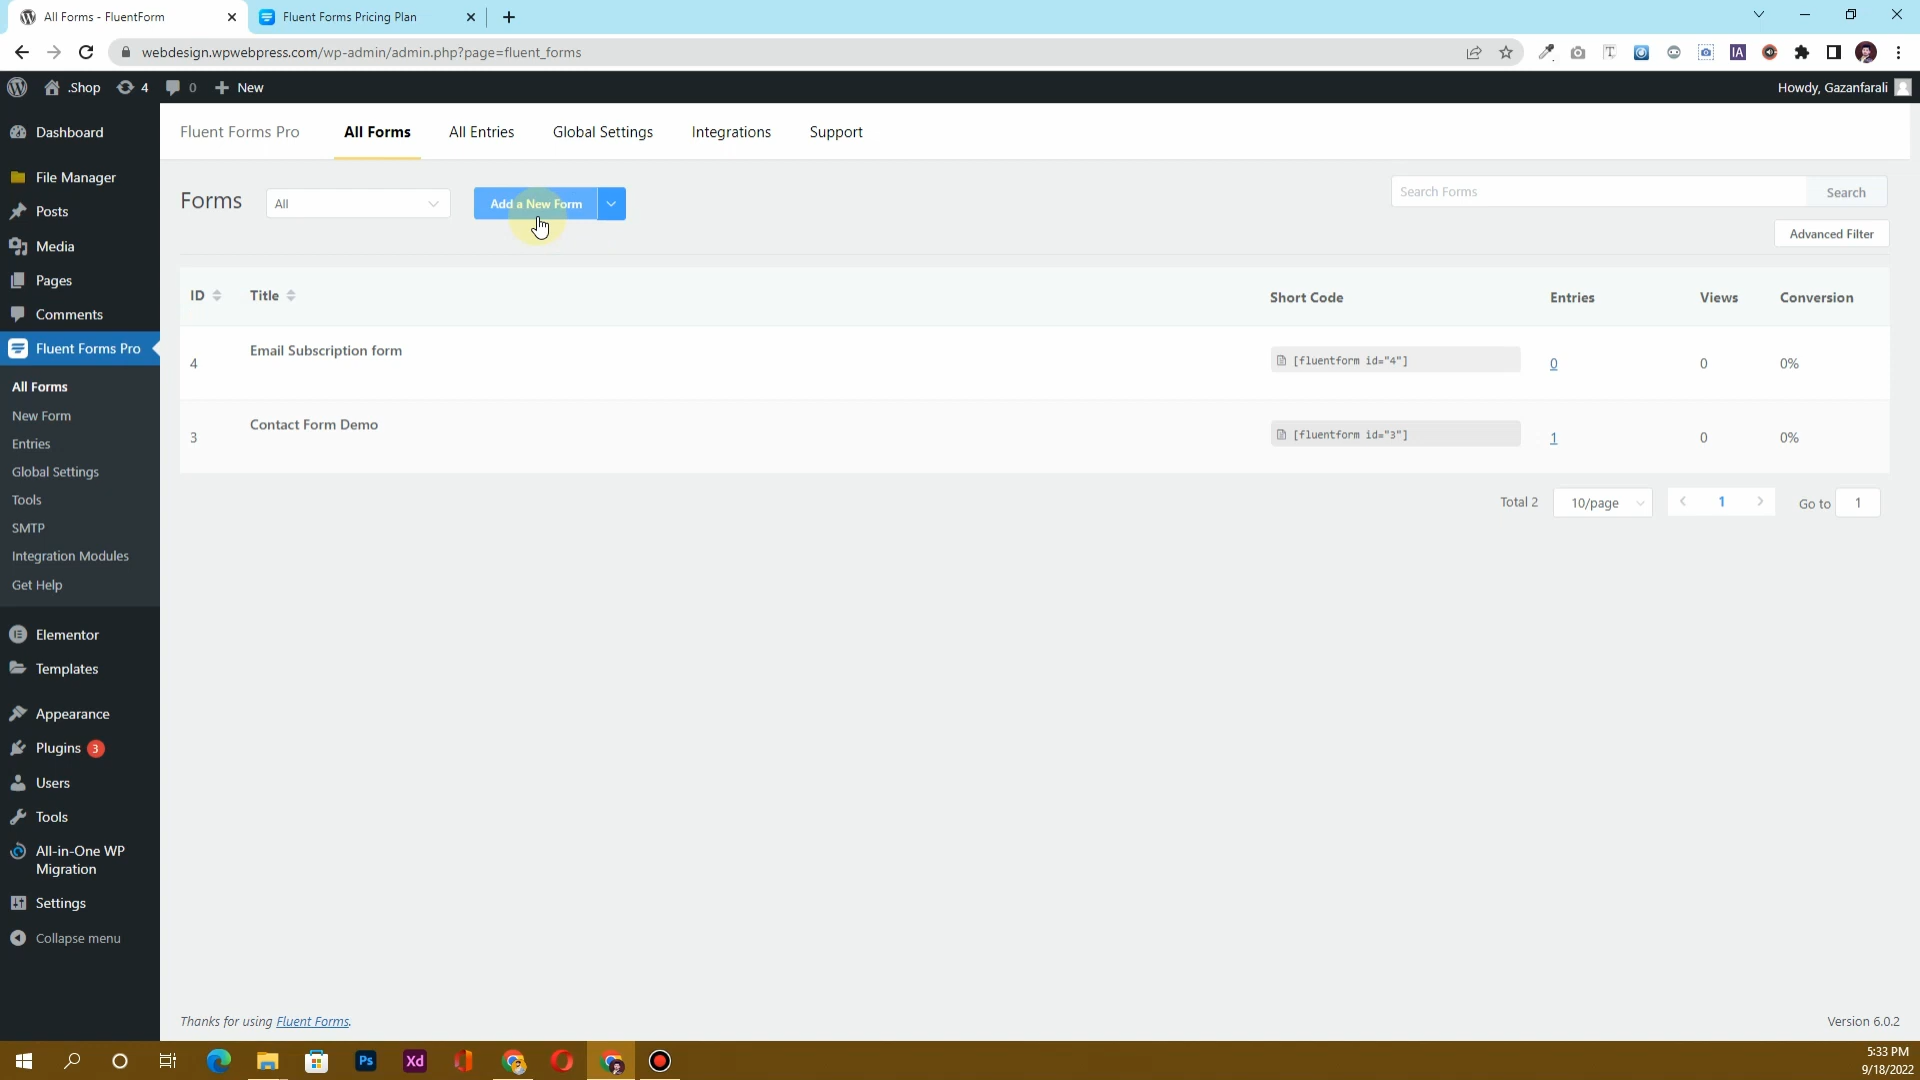 All Forms - FluentForm
Fluent Forms Pricing Plan
webdesign.wpwebpress.com/wp-admin/admin.php?page=fluent_forms
.Shop
4
0
New
Howdy, Gazanfarali
Dashboard
File Manager
Posts
Media
Pages
Comments
Fluent Forms Pro
All Forms
New Form
Entries
Global Settings
Tools
SMTP
Integration Modules
Get Help
Elementor
Templates
Appearance
Plugins 3
Users
Tools
All-in-One WP
Migration
Settings
Collapse menu
Fluent Forms Pro
All Forms
All Entries
Global Settings
Integrations
Support
Forms
All
Add a New Form
Search Forms
Search
Advanced Filter
ID Title Short Code Entries Views Conversion
4 Email Subscription form [fluentform id="4"] 0 0 0%
3 Contact Form Demo [fluentform id="3"] 1 0 0%
Total 2 10/page 1 Go to 1
Thanks for using Fluent Forms.
Version 6.0.2
Ps
Xd
IA
5:33 PM
9/18/2022